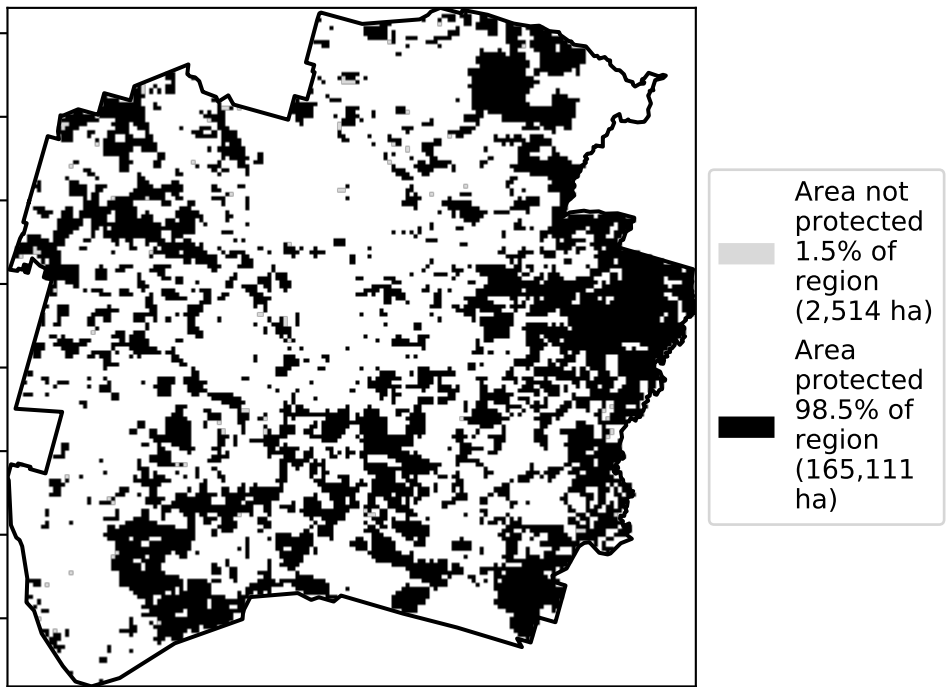 Area not
protected
1.5% of
region
(2,514 ha)
Area
protected
98.5% of
region
(165,111
ha)